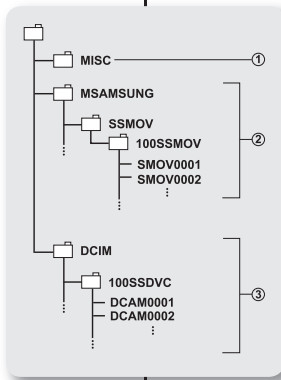 MISC ①
MSAMSUNG
SSMOV
100SSMOV
SMOV0001
SMOV0002
②
DCIM
100SSDVC
DCAM0001
DCAM0002
③